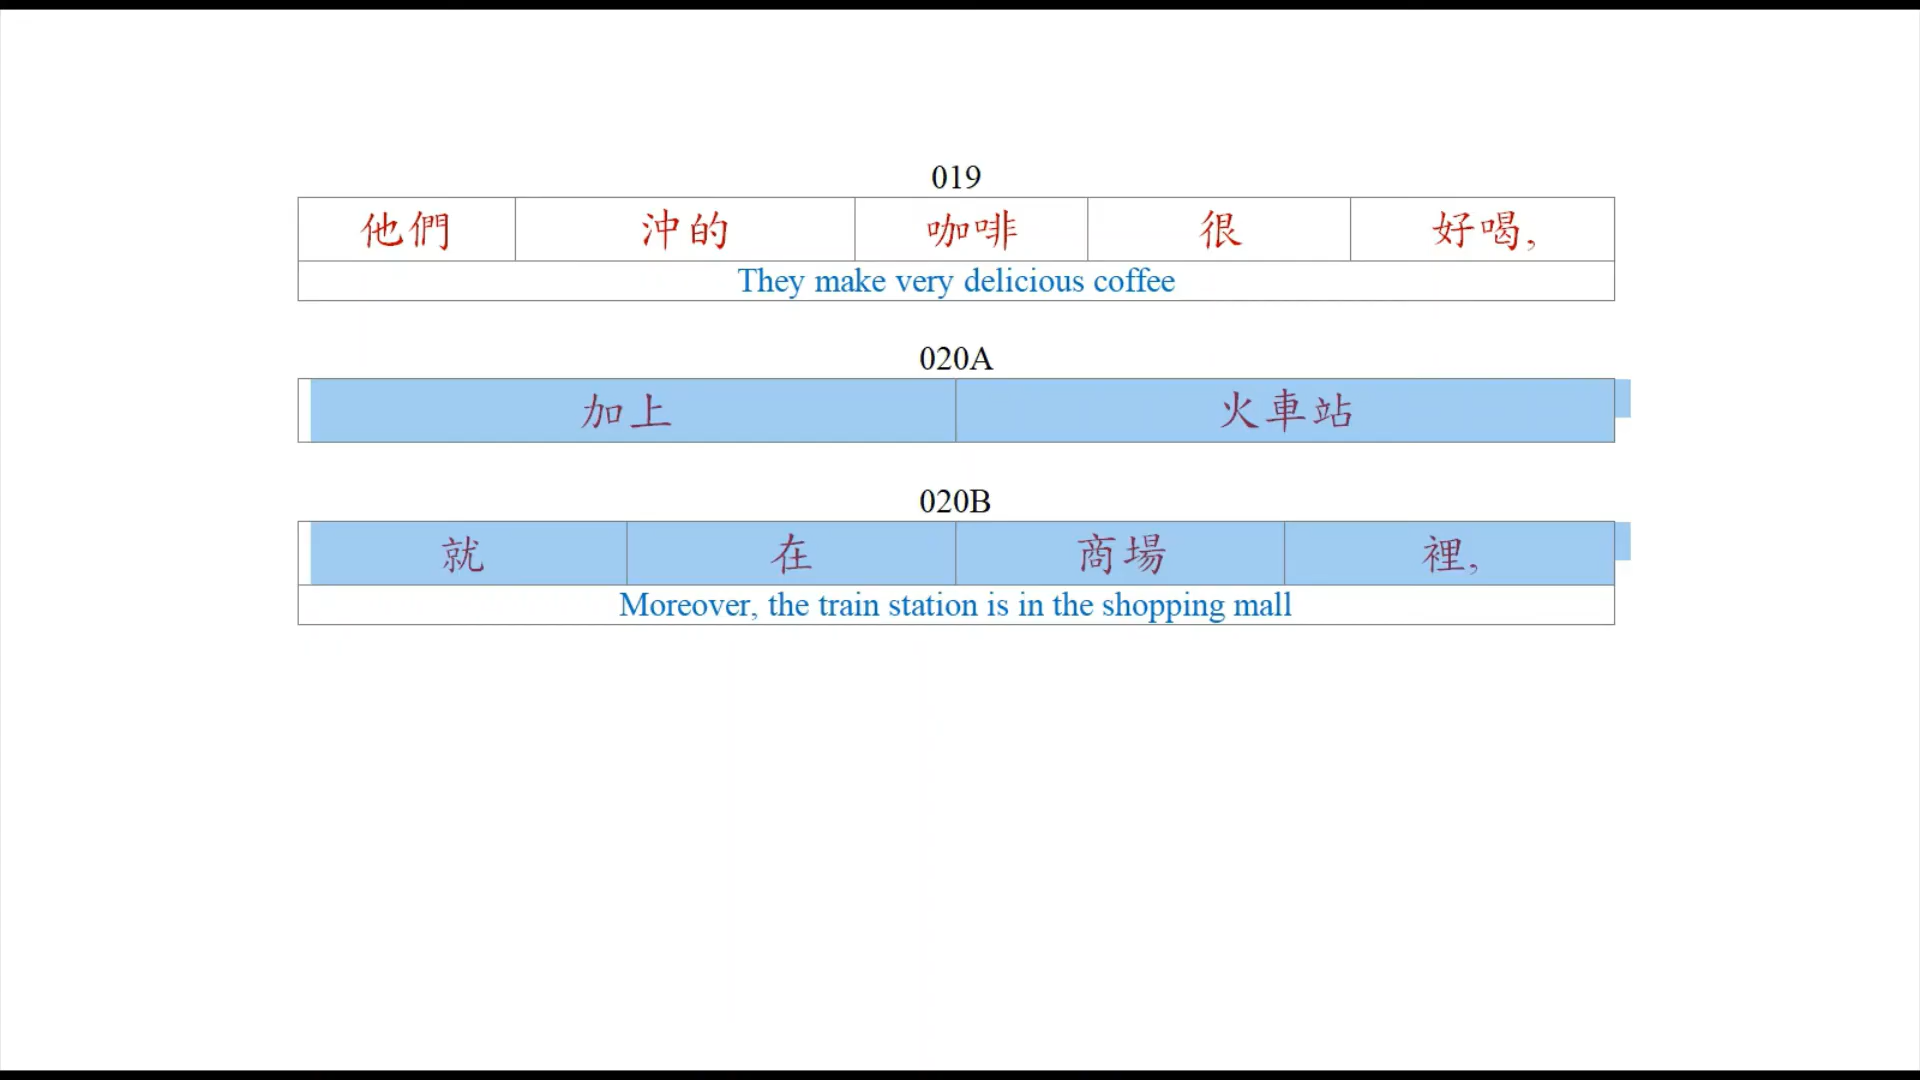 019
他們 沖的 咖啡 很 好喝,
They make very delicious coffee
020A
加上 火車站
020B
就 在 商場 裡,
Moreover, the train station is in the shopping mall